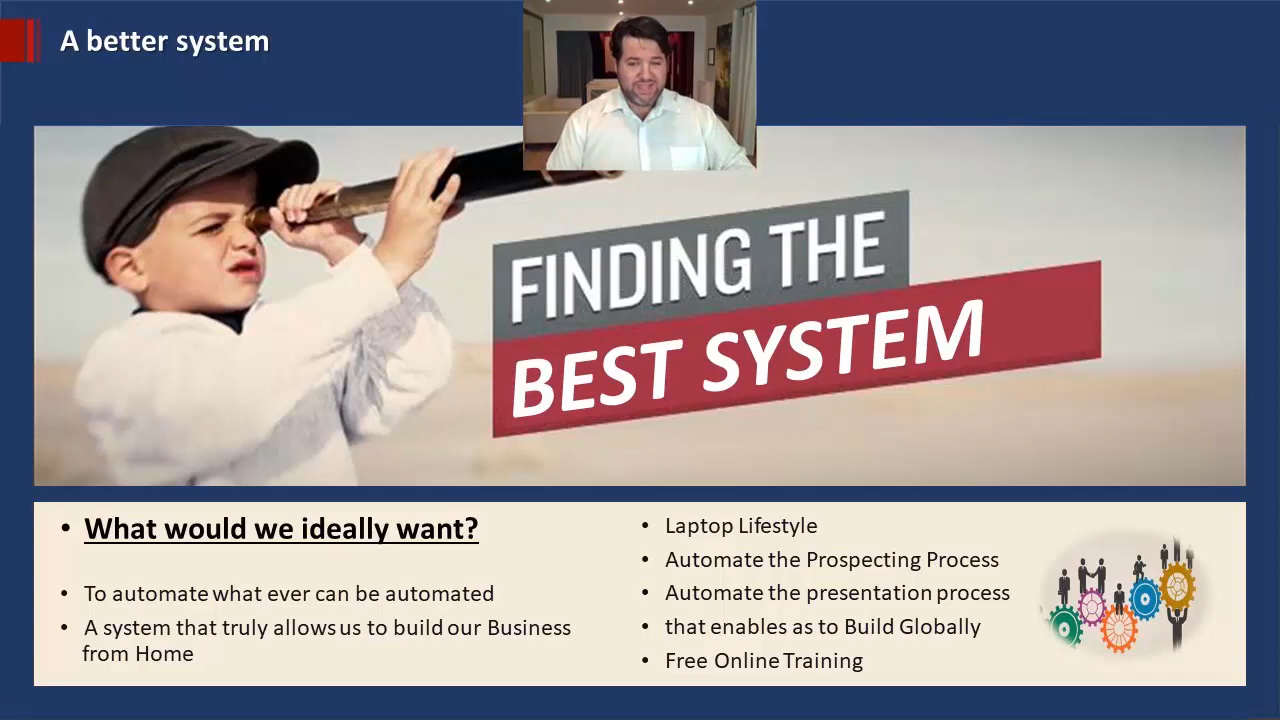 A better system
FINDING THE
BEST SYSTEM
• What would we ideally want?
• To automate what ever can be automated
• A system that truly allows us to build our Business
from Home
• Laptop Lifestyle
• Automate the Prospecting Process
• Automate the presentation process
• that enables as to Build Globally
• Free Online Training